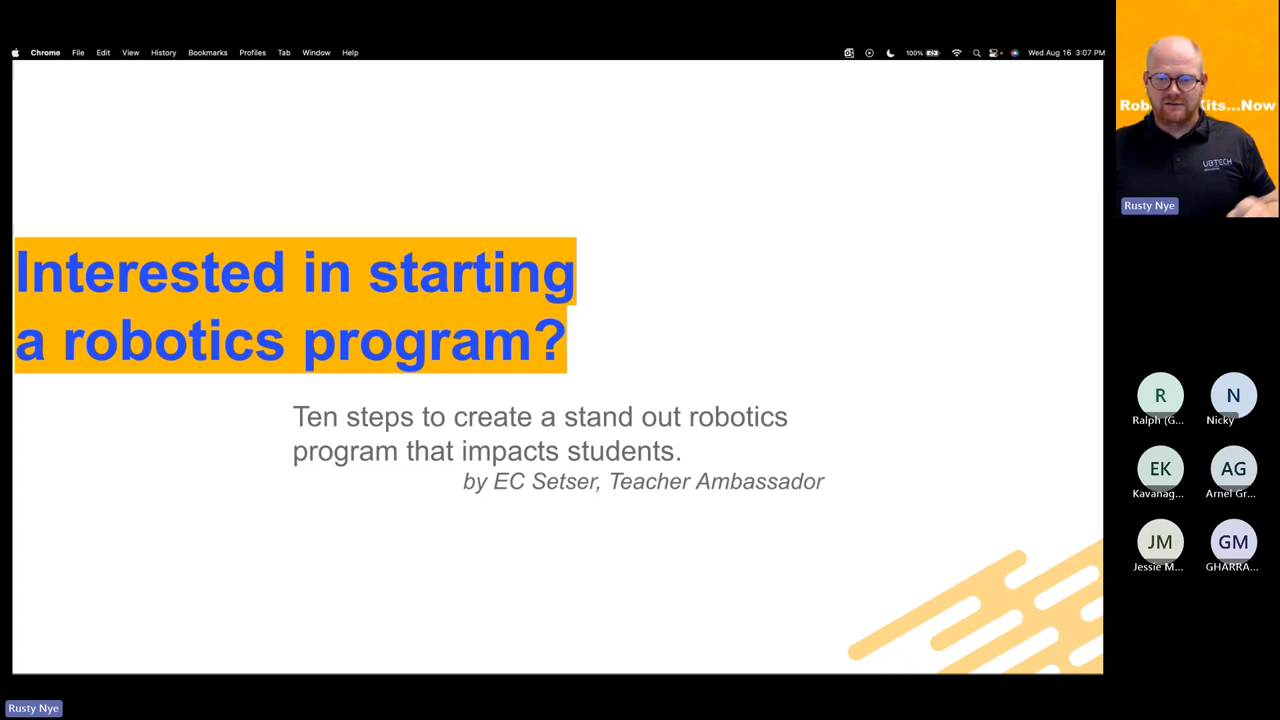 Chrome File Edit View History Bookmarks Profiles Tab Window Help
100% Wed Aug 16 3:07 PM
Interested in starting
a robotics program?
Ten steps to create a stand out robotics
program that impacts students.
by EC Setser, Teacher Ambassador
Kits...Now
UBTECH
Rusty Nye
R N
Ralph (G... Nicky
EK AG
Kavanag... Arnel Gr...
JM GM
Jessie M... GHARRA...
Rusty Nye